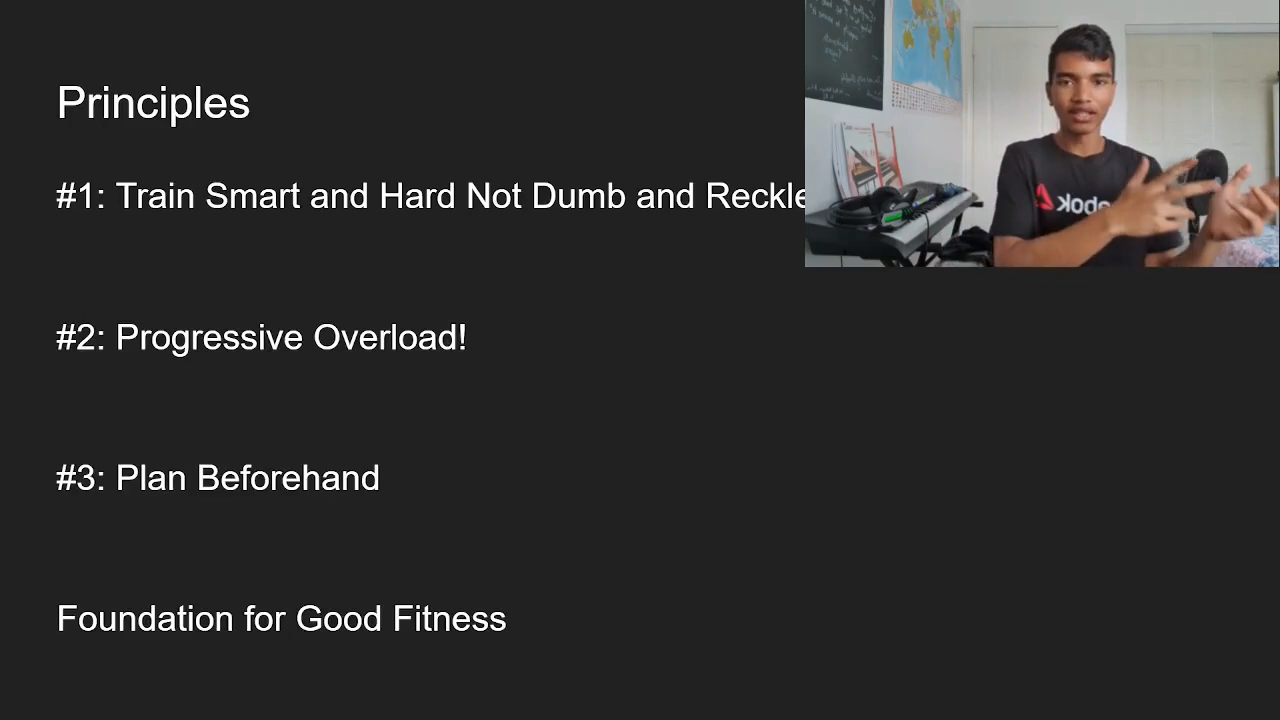 Principles
#1: Train Smart and Hard Not Dumb and Reckle
#2: Progressive Overload!
#3: Plan Beforehand
Foundation for Good Fitness